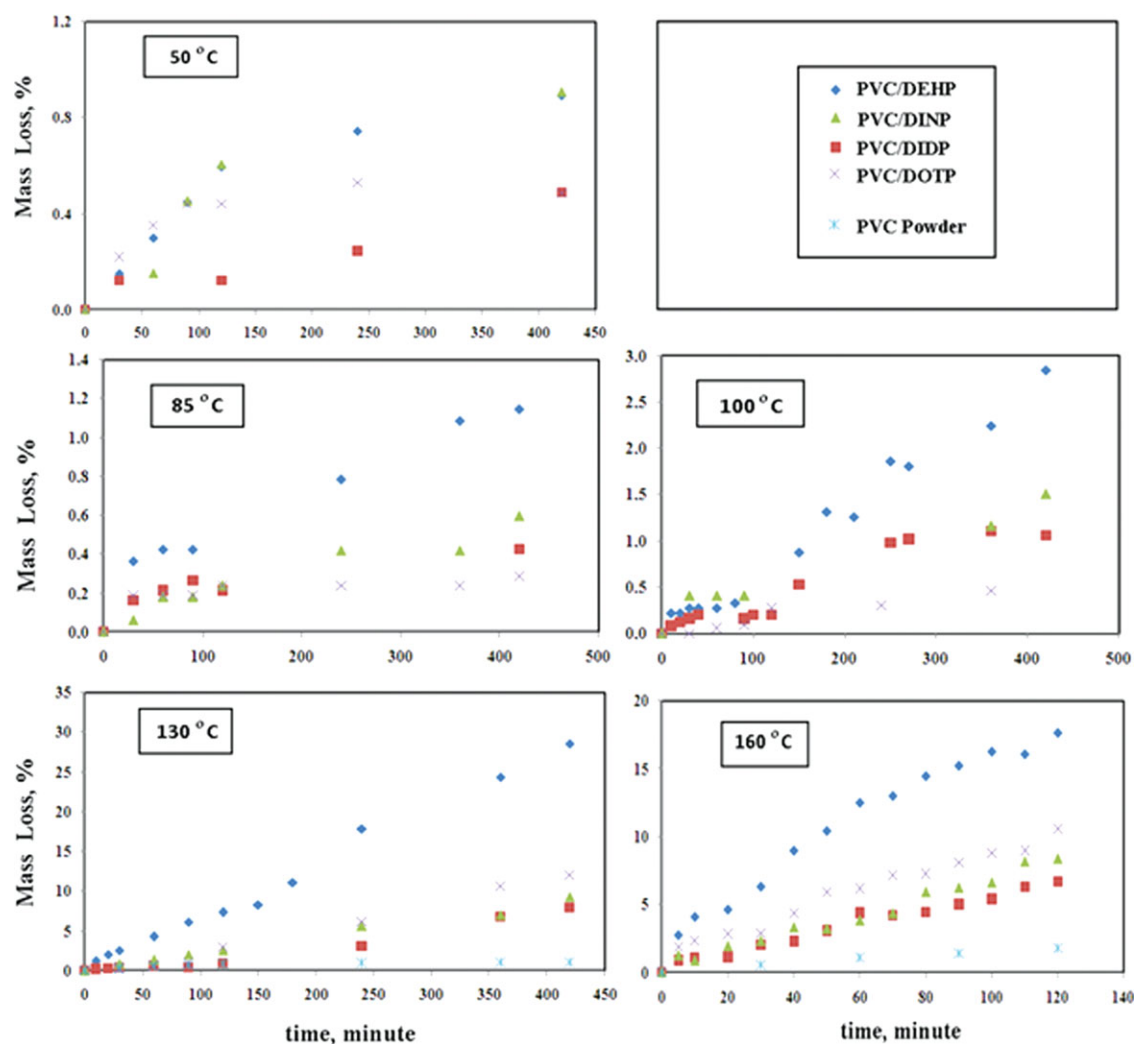 1.2
0.8
0.4
0.0
Mass Loss, %
50 °C
0 50 100 150 200 250 300 350 400 450
PVC/DEHP
PVC/DINP
PVC/DIDP
PVC/DOTP
PVC Powder
1.4
1.2
1.0
0.8
0.6
0.4
0.2
0.0
Mass Loss, %
85 °C
0 100 200 300 400 500
3.0
2.5
2.0
1.5
1.0
0.5
0.0
100 °C
0 100 200 300 400 500
35
30
25
20
15
10
5
0
Mass Loss, %
130 °C
0 50 100 150 200 250 300 350 400 450
time, minute
20
15
10
5
0
160 °C
0 20 40 60 80 100 120 140
time, minute